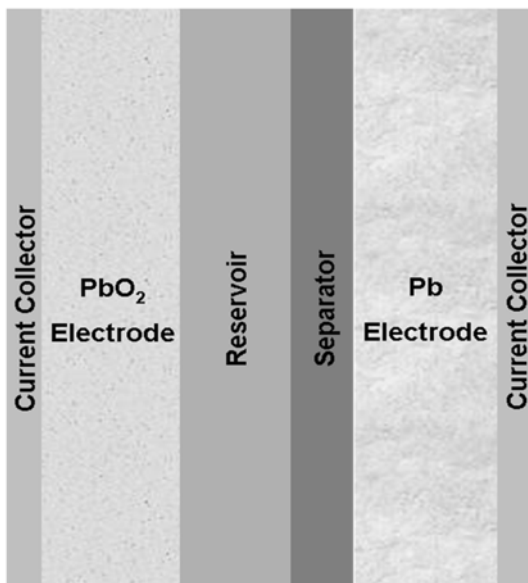 Current Collector
PbO₂
Electrode
Reservoir
Separator
Pb
Electrode
Current Collector